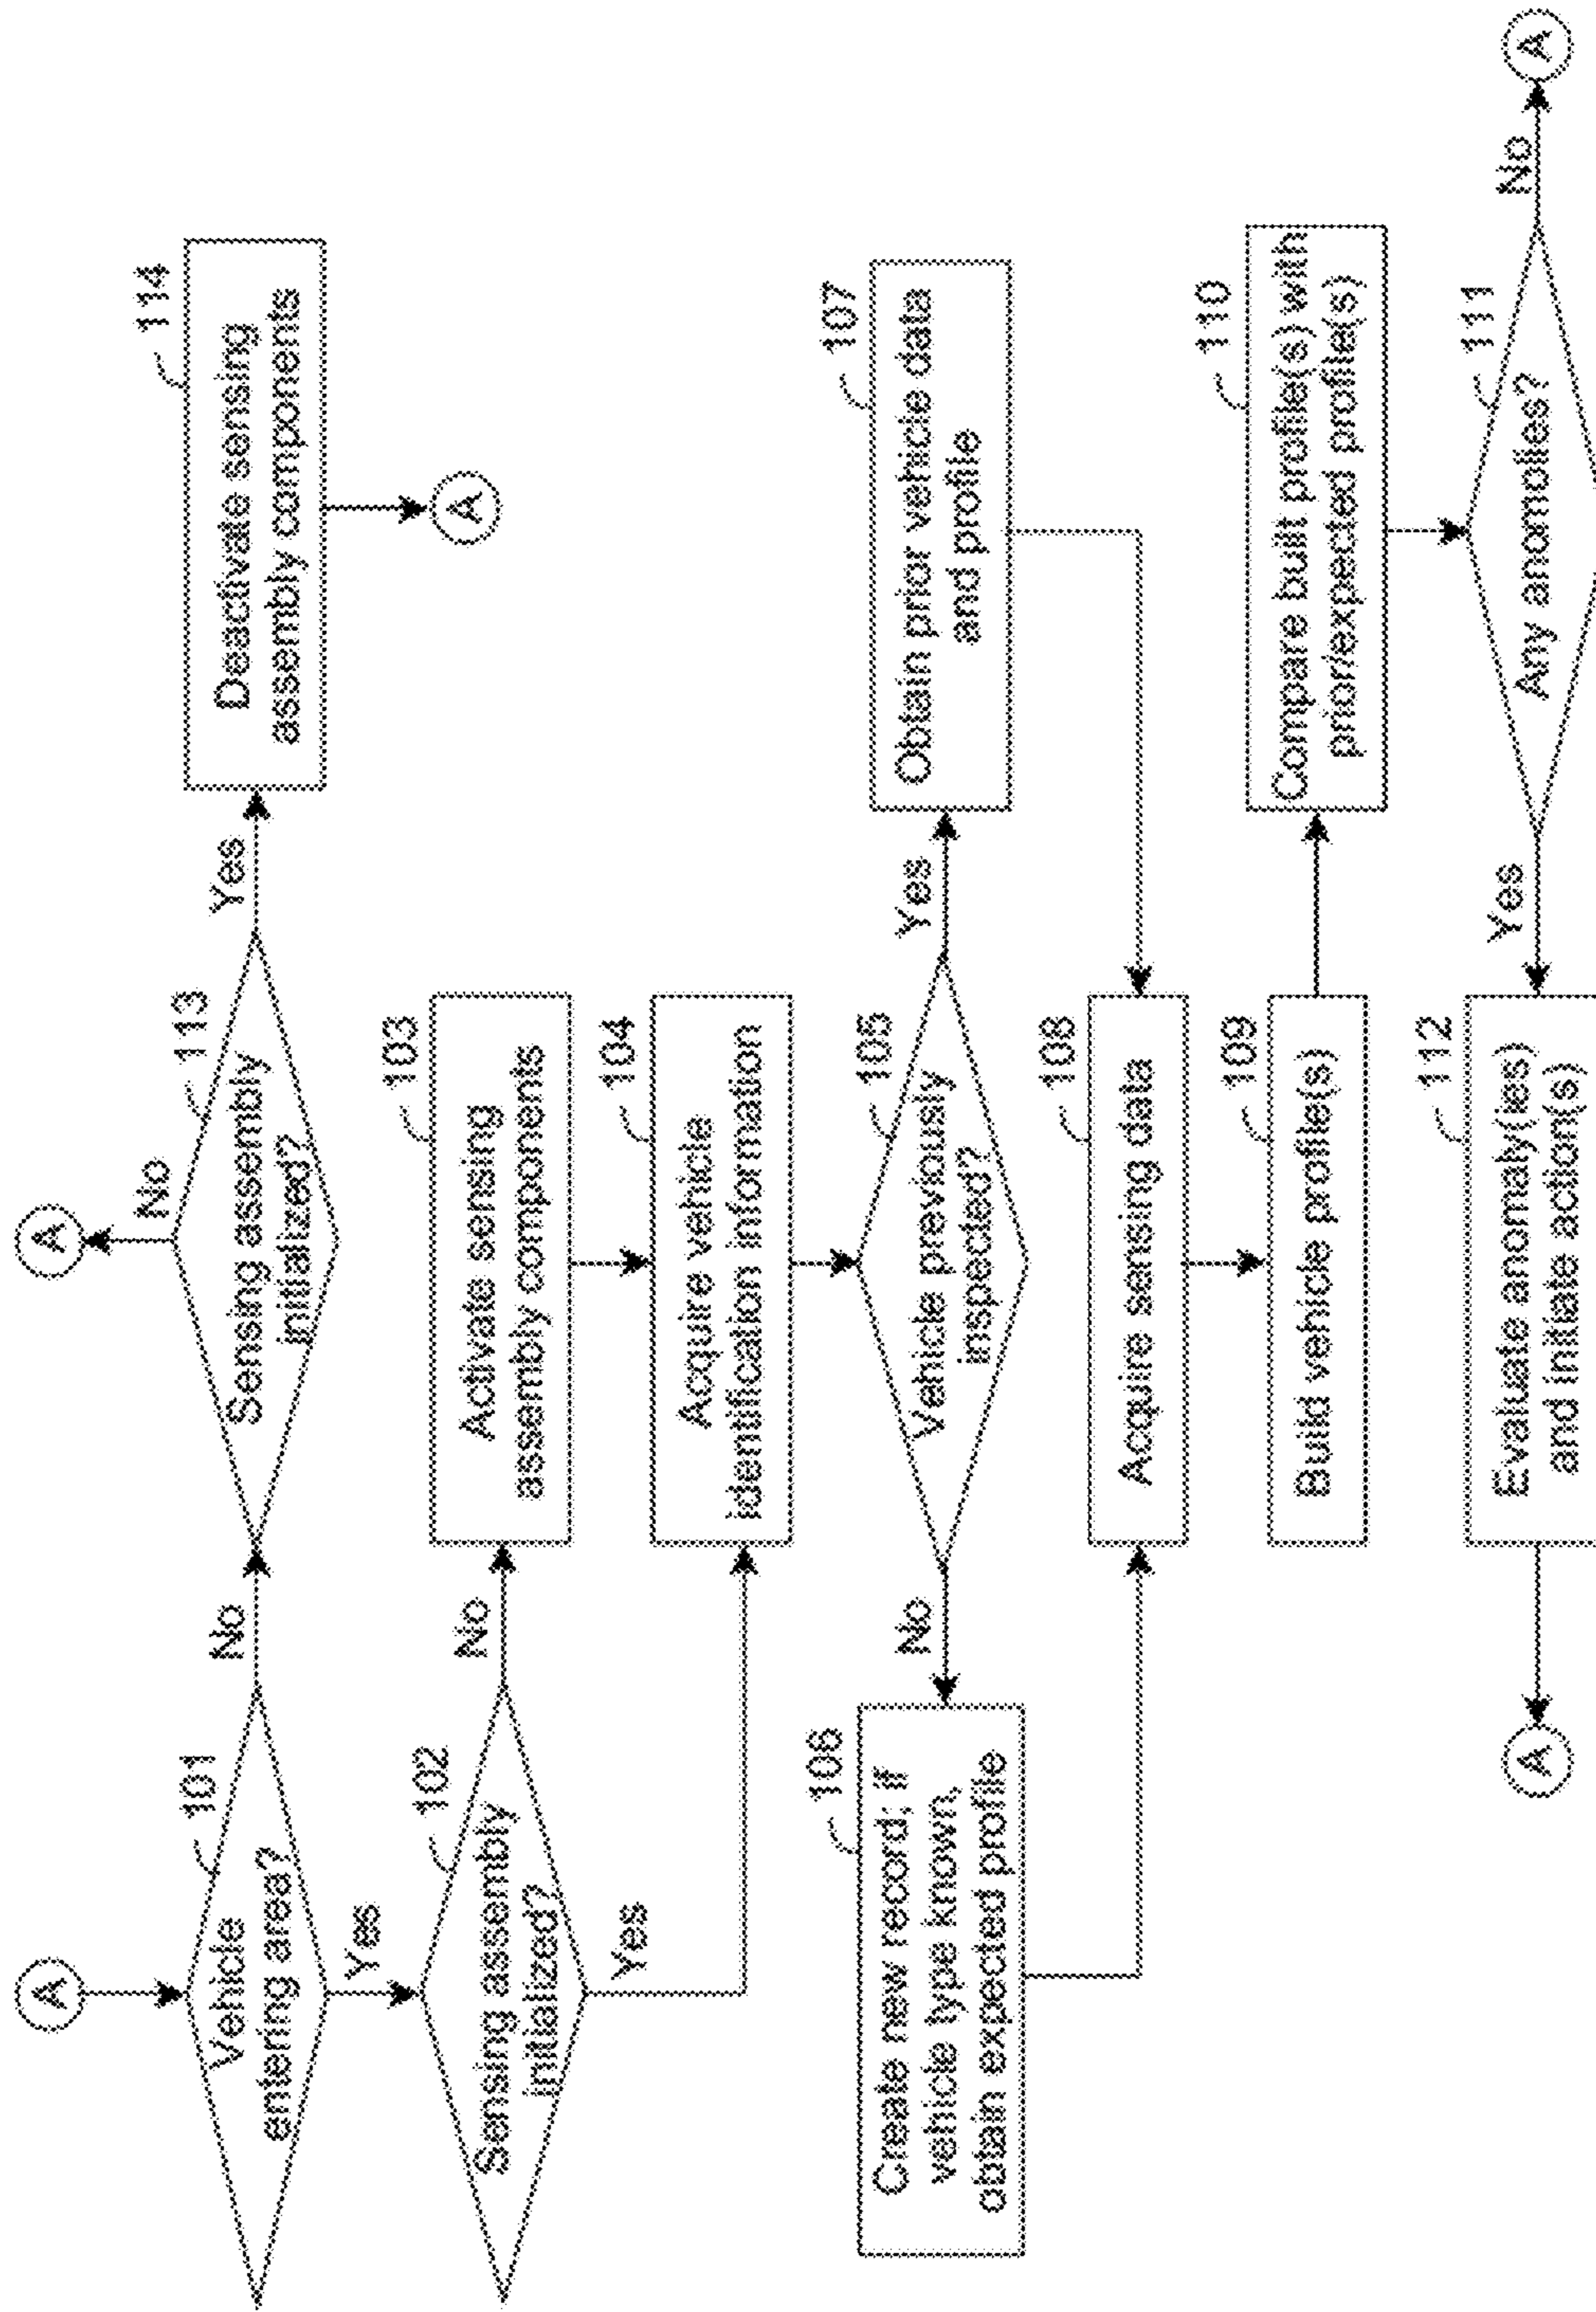 A
101
Vehicle
entering area?
No
Yes
A
No
113
Sensing assembly
initialized?
Yes
114
Deactivate sensing
assembly components
A
102
Sensing assembly
initialized?
No
Yes
103
Activate sensing
assembly components
104
Acquire vehicle
identification information
105
Vehicle previously
inspected?
No
Yes
106
Create new record; if
vehicle type known,
obtain expected profile
107
Obtain prior vehicle data
and profile
108
Acquire sensing data
109
Build vehicle profile(s)
110
Compare built profile(s) with
prior/expected profile(s)
111
Any anomolies?
No
A
Yes
112
Evaluate anomaly(ies)
and initiate action(s)
A